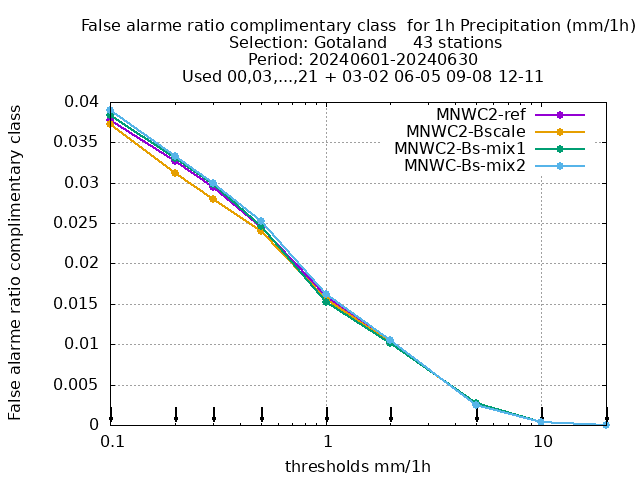 False alarme ratio complimentary class  for 1h Precipitation (mm/1h)
Selection: Gotaland     43 stations
Period: 20240601-20240630
Used 00,03,...,21 + 03-02 06-05 09-08 12-11
False alarme ratio complimentary class
0.04
0.035
0.03
0.025
0.02
0.015
0.01
0.005
0
MNWC2-ref
MNWC2-Bscale
MNWC2-Bs-mix1
MNWC-Bs-mix2
0.1 1 10
thresholds mm/1h